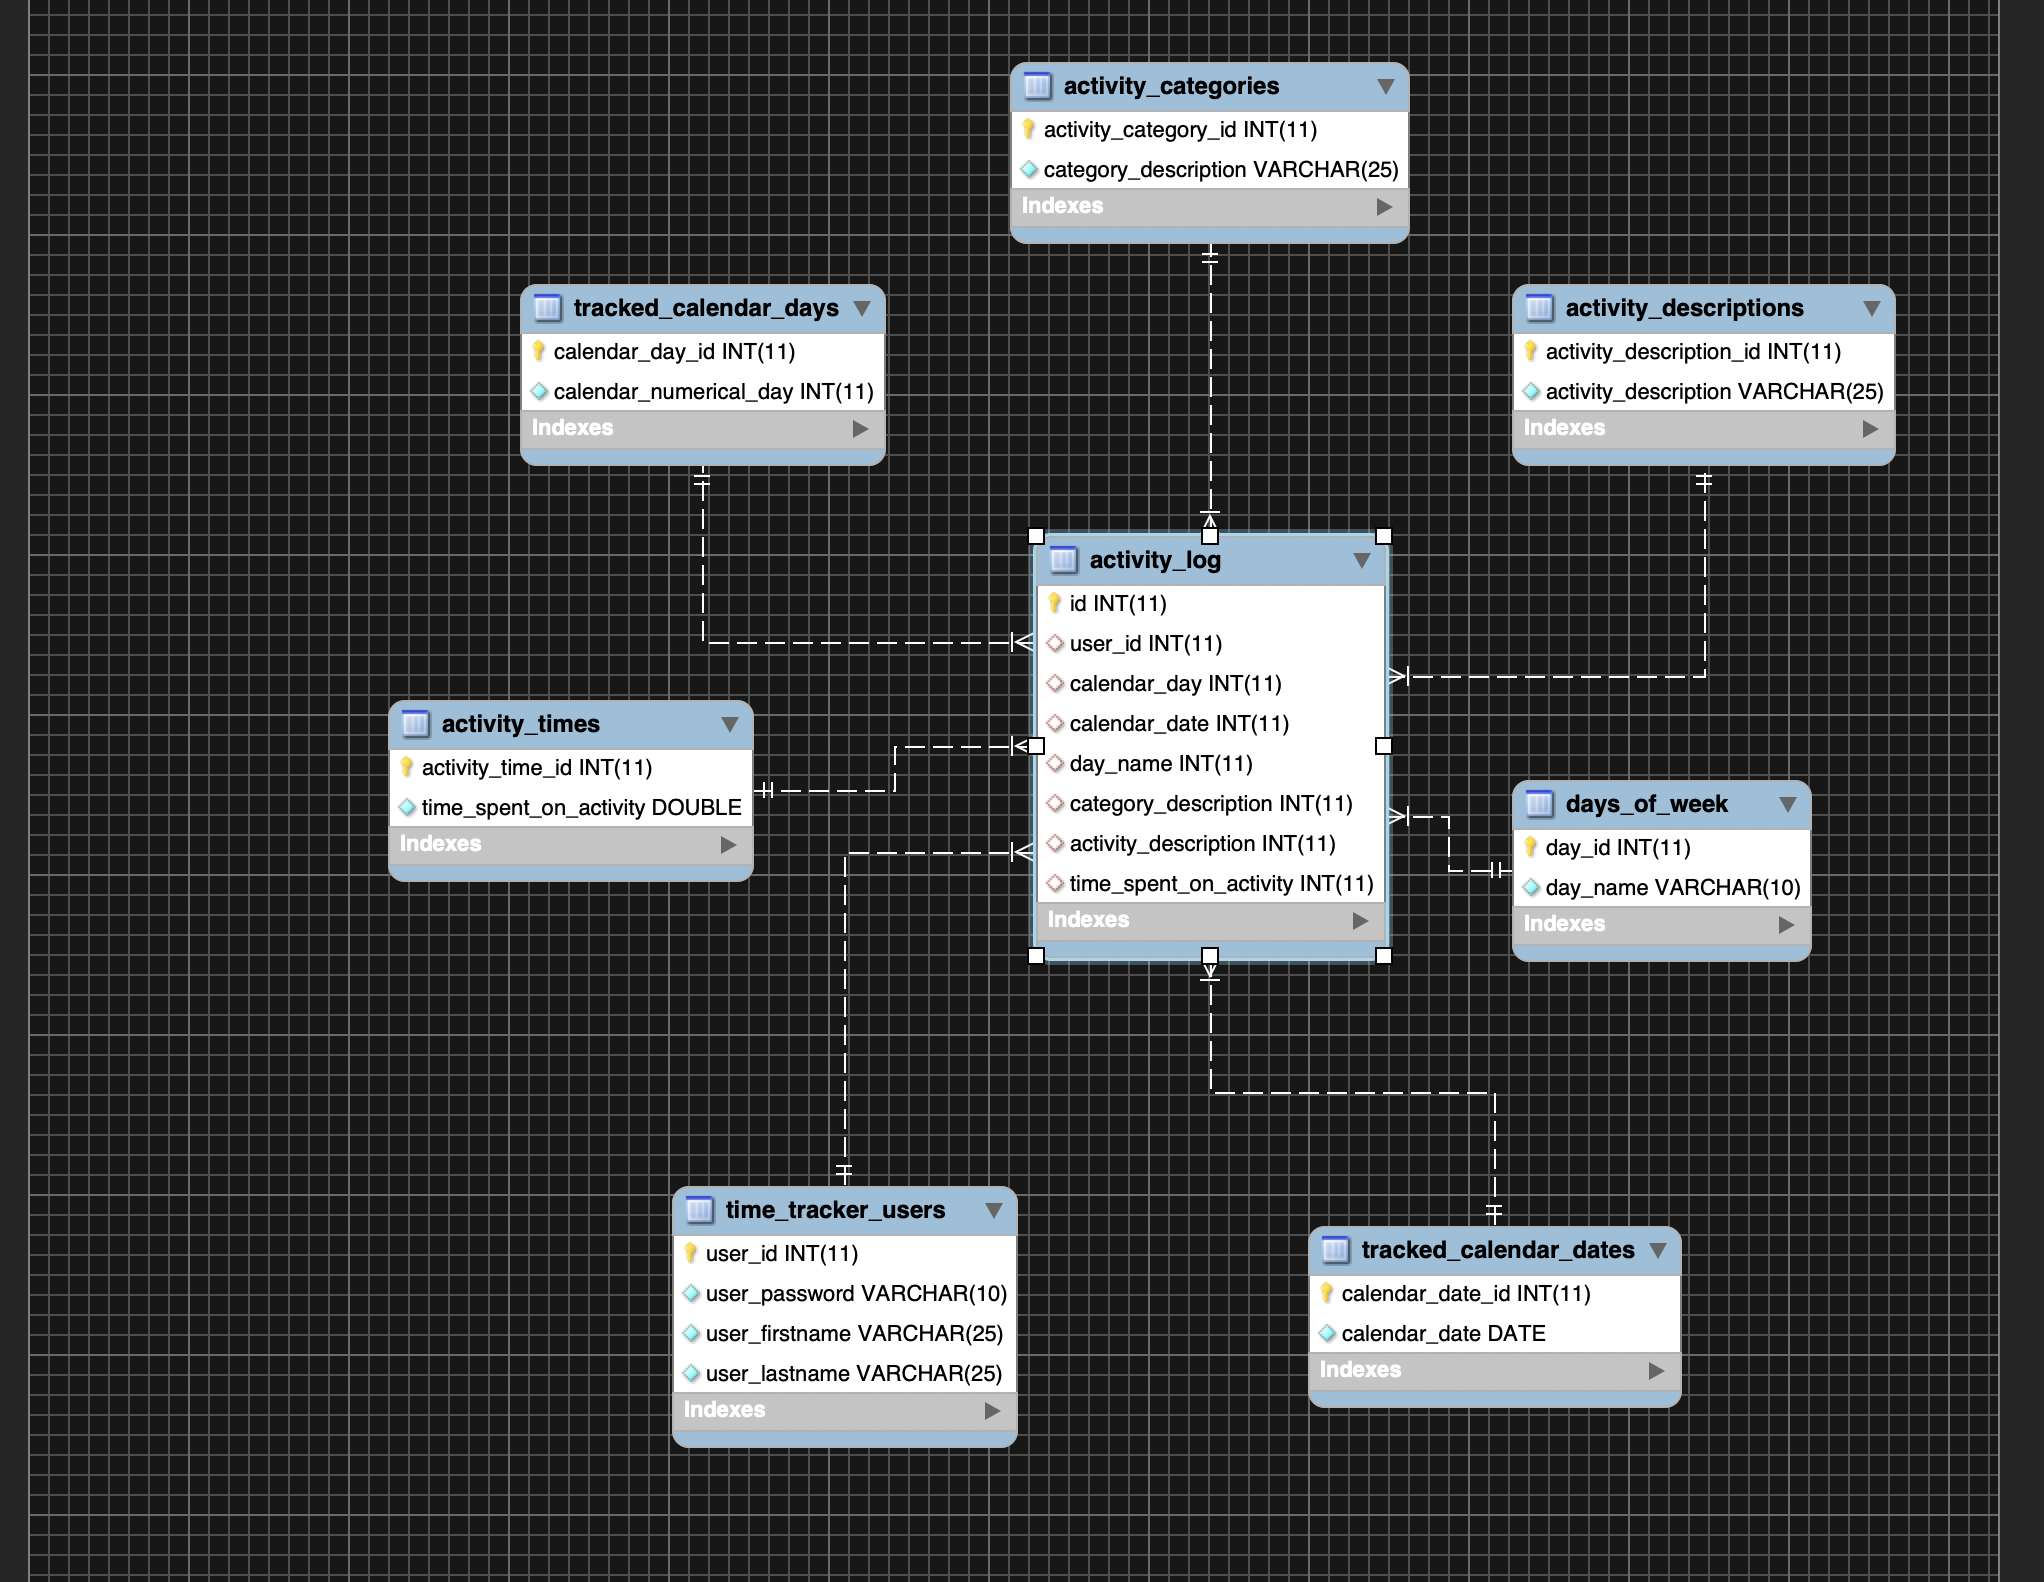 activity_categories
activity_category_id INT(11)
category_description VARCHAR(25)
Indexes
tracked_calendar_days
calendar_day_id INT(11)
calendar_numerical_day INT(11)
Indexes
activity_descriptions
activity_description_id INT(11)
activity_description VARCHAR(25)
Indexes
activity_log
id INT(11)
user_id INT(11)
calendar_day INT(11)
calendar_date INT(11)
day_name INT(11)
category_description INT(11)
activity_description INT(11)
time_spent_on_activity INT(11)
Indexes
activity_times
activity_time_id INT(11)
time_spent_on_activity DOUBLE
Indexes
days_of_week
day_id INT(11)
day_name VARCHAR(10)
Indexes
time_tracker_users
user_id INT(11)
user_password VARCHAR(10)
user_firstname VARCHAR(25)
user_lastname VARCHAR(25)
Indexes
tracked_calendar_dates
calendar_date_id INT(11)
calendar_date DATE
Indexes